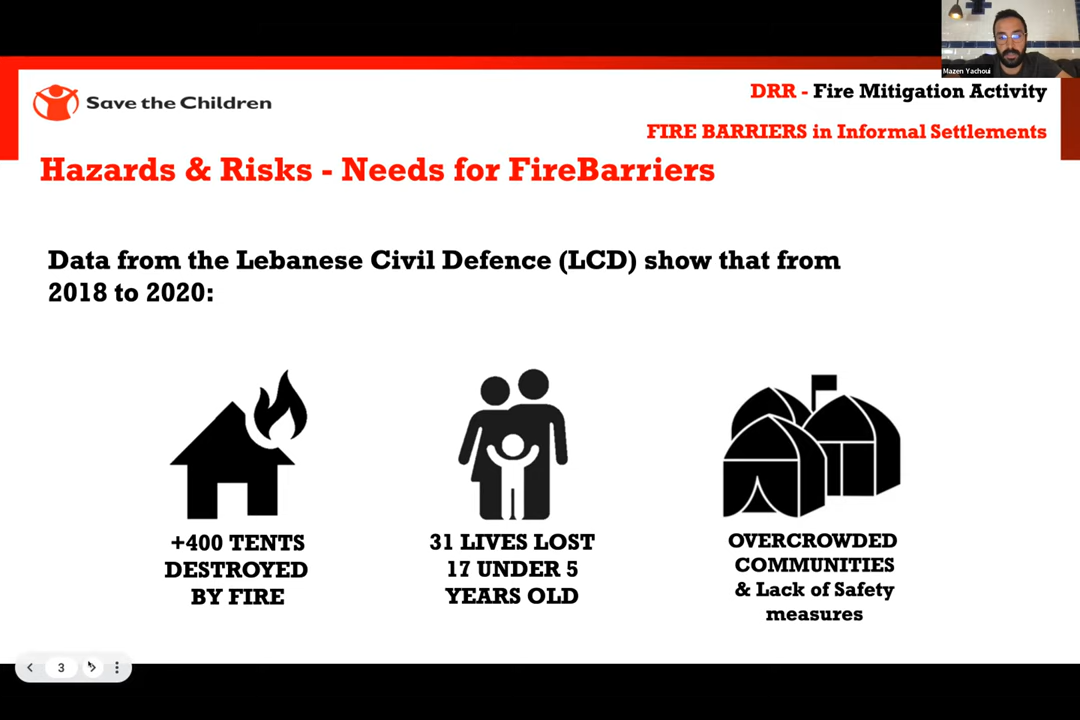 Mazen Yachoui
Save the Children
DRR - Fire Mitigation Activity
FIRE BARRIERS in Informal Settlements
Hazards & Risks - Needs for FireBarriers
Data from the Lebanese Civil Defence (LCD) show that from
2018 to 2020:
+400 TENTS
DESTROYED
BY FIRE
31 LIVES LOST
17 UNDER 5
YEARS OLD
OVERCROWDED
COMMUNITIES
& Lack of Safety
measures
3